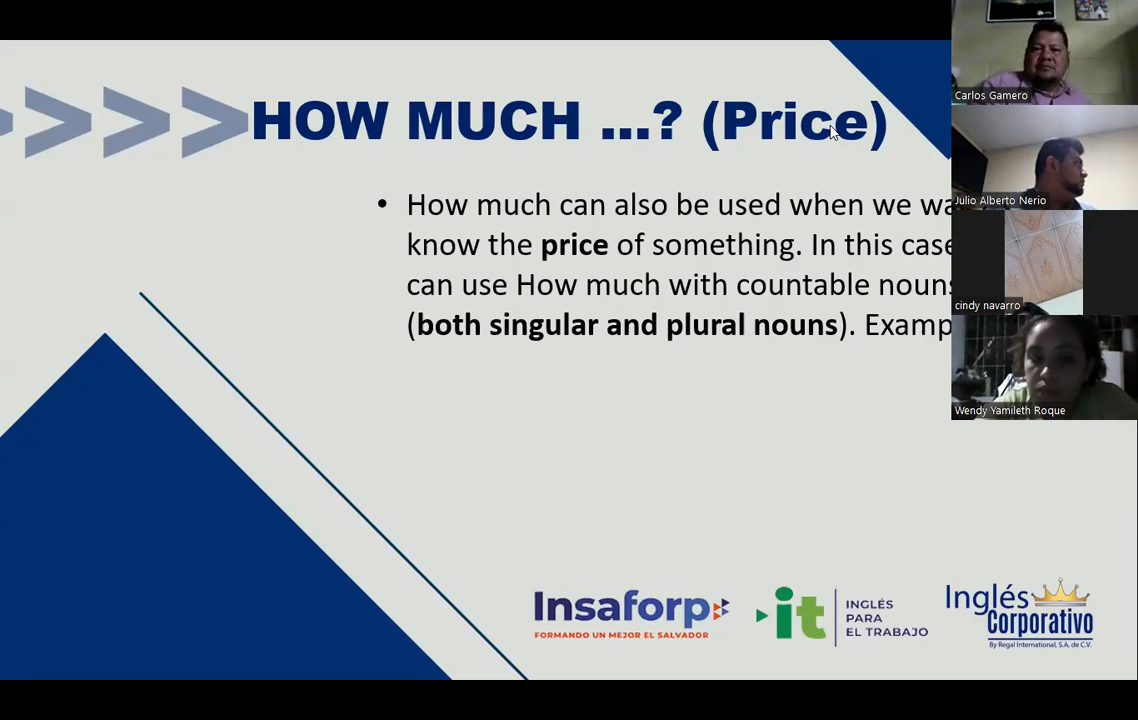 HOW MUCH ...? (Price)
• How much can also be used when we
know the price of something. In this case
can use How much with countable nouns
(both singular and plural nouns). Examp
Carlos Gamero
Julio Alberto Nerio
cindy navarro
Wendy Yamileth Roque
Insaforp
FORMANDO UN MEJOR EL SALVADOR
it
INGLÉS
PARA
EL TRABAJO
Inglés
Corporativo
By Regal International, S.A. de C.V.